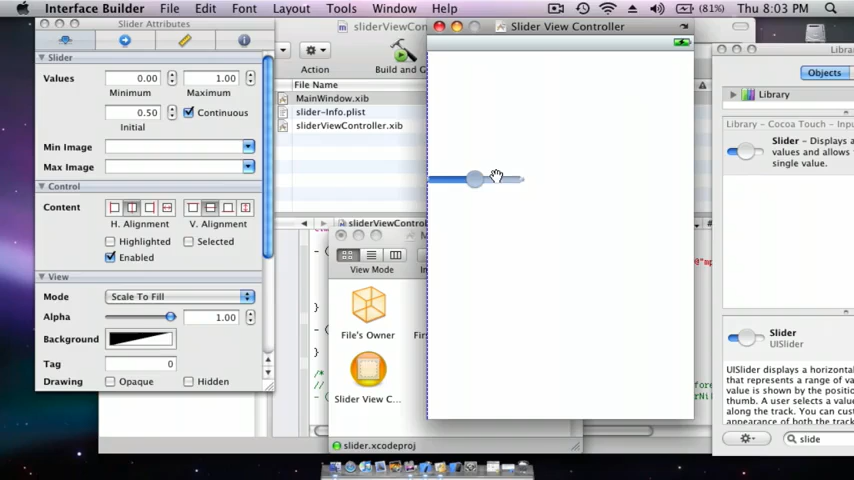 Interface Builder File Edit Font Layout Tools Window Help (81%) Thu 8:03 PM
Slider Attributes
Slider
Values 0.00 1.00
Minimum Maximum
0.50 Continuous
Initial
Min Image
Max Image
Control
Content
H. Alignment V. Alignment
Highlighted Selected
Enabled
View
Mode Scale To Fill
Alpha 1.00
Background
Tag 0
Drawing Opaque Hidden
Action Build and G
File Name
MainWindow.xib
slider-Info.plist
sliderViewController.xib
View Mode
File's Owner
Slider View C...
slider.xcodeproj
Slider View Controller
Objects
Library
Library – Cocoa Touch – Inpu
Slider – Displays a
values and allows t
single value.
Slider
UISlider
UISlider displays a horizonta
that represents a range of va
value is shown by the positio
thumb. A user selects a value
along the track. You can cust
appearance of both the track
slide